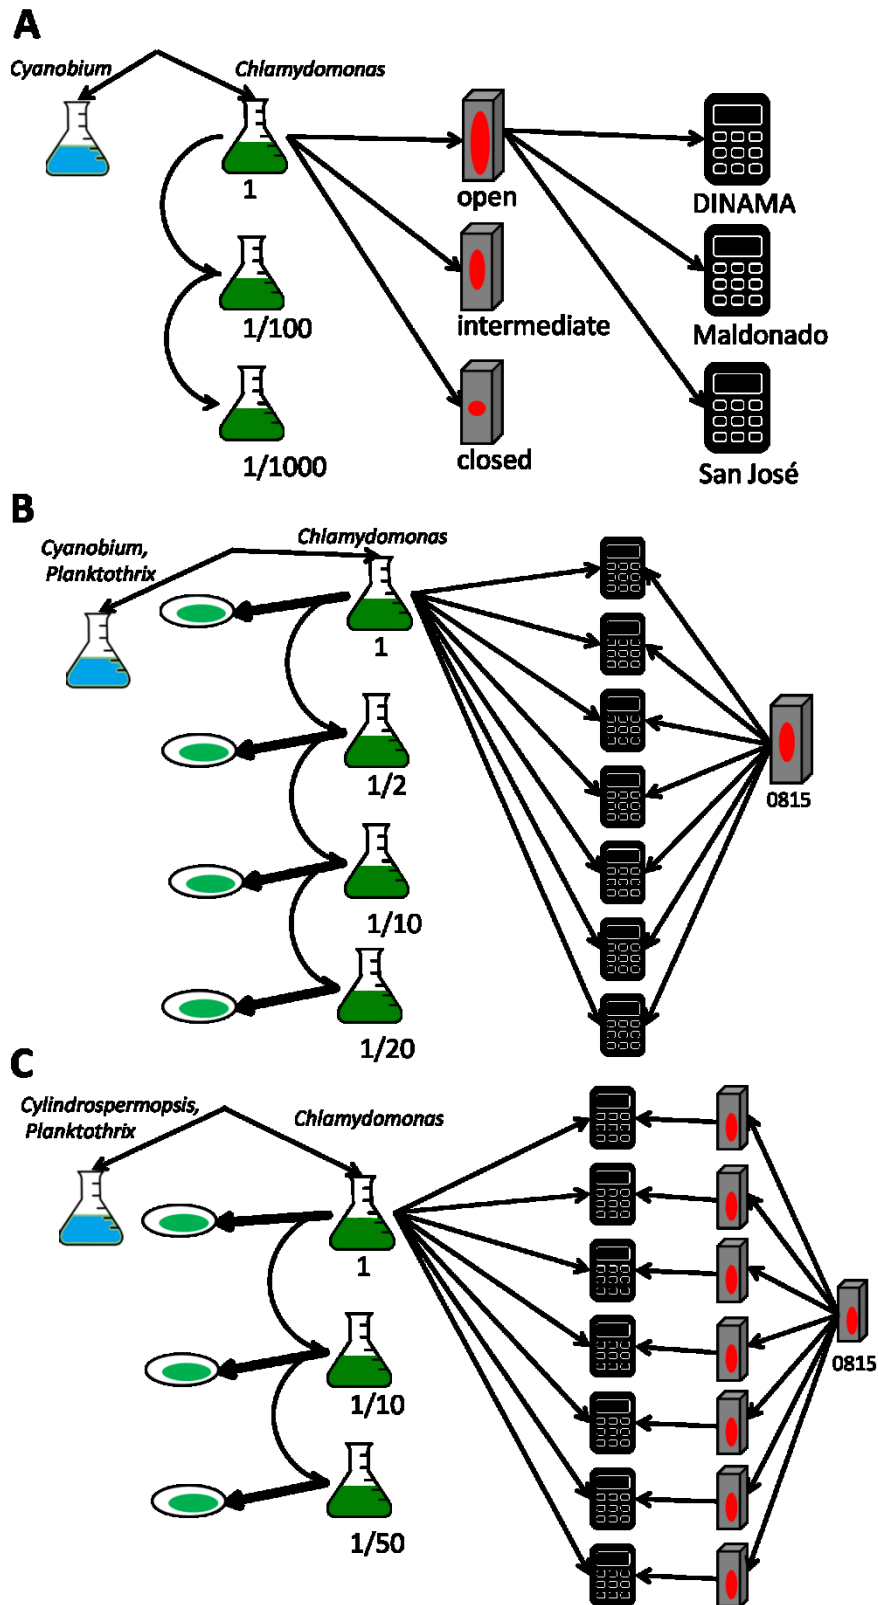 A
Cyanobium
Chlamydomonas
1
open
DINAMA
1/100
intermediate
Maldonado
1/1000
closed
San José
B
Cyanobium,
Planktothrix
Chlamydomonas
1
1/2
0815
1/10
1/20
C
Cylindrospermopsis,
Planktothrix
Chlamydomonas
1
0815
1/10
1/50